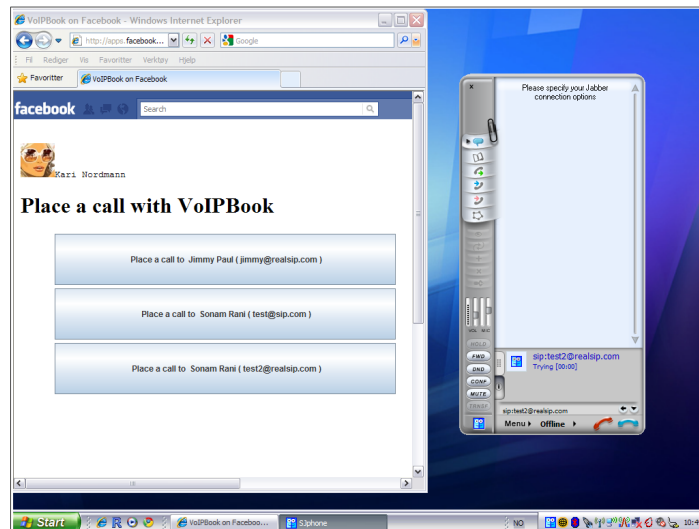 VoIPBook on Facebook - Windows Internet Explorer
http://apps.facebook...
Google
Fil Rediger Vis Favoritter Verktøy Hjelp
Favoritter
VoIPBook on Facebook
facebook
Search
Kari Nordmann
Place a call with VoIPBook
Place a call to Jimmy Paul ( jimmy@realsip.com )
Place a call to Sonam Rani ( test@sip.com )
Place a call to Sonam Rani ( test2@realsip.com )
x
Please specify your Jabber
connection options
VOL MIC
HOLD
FWD
DND
CONF
MUTE
TRNSF
sip:test2@realsip.com
Trying [00:00]
sip:test2@realsip.com
Menu
Offline
Start
VoIPBook on Faceboo...
SJphone
NO